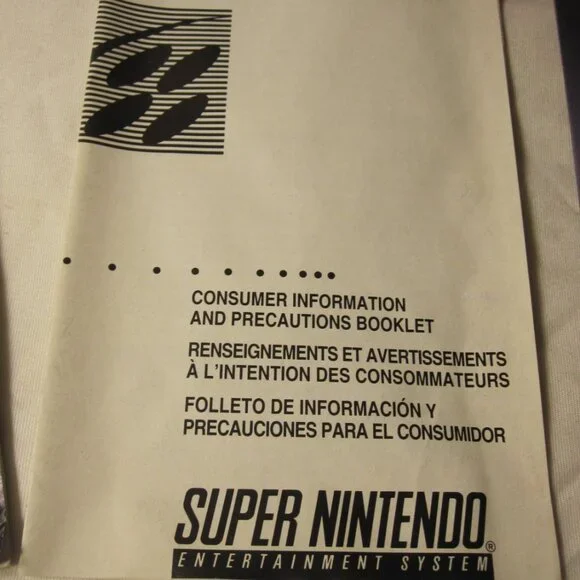 CONSUMER INFORMATION
AND PRECAUTIONS BOOKLET
RENSEIGNEMENTS ET AVERTISSEMENTS
À L'INTENTION DES CONSOMMATEURS
FOLLETO DE INFORMACIÓN Y
PRECAUCIONES PARA EL CONSUMIDOR
SUPER NINTENDO®
ENTERTAINMENT SYSTEM